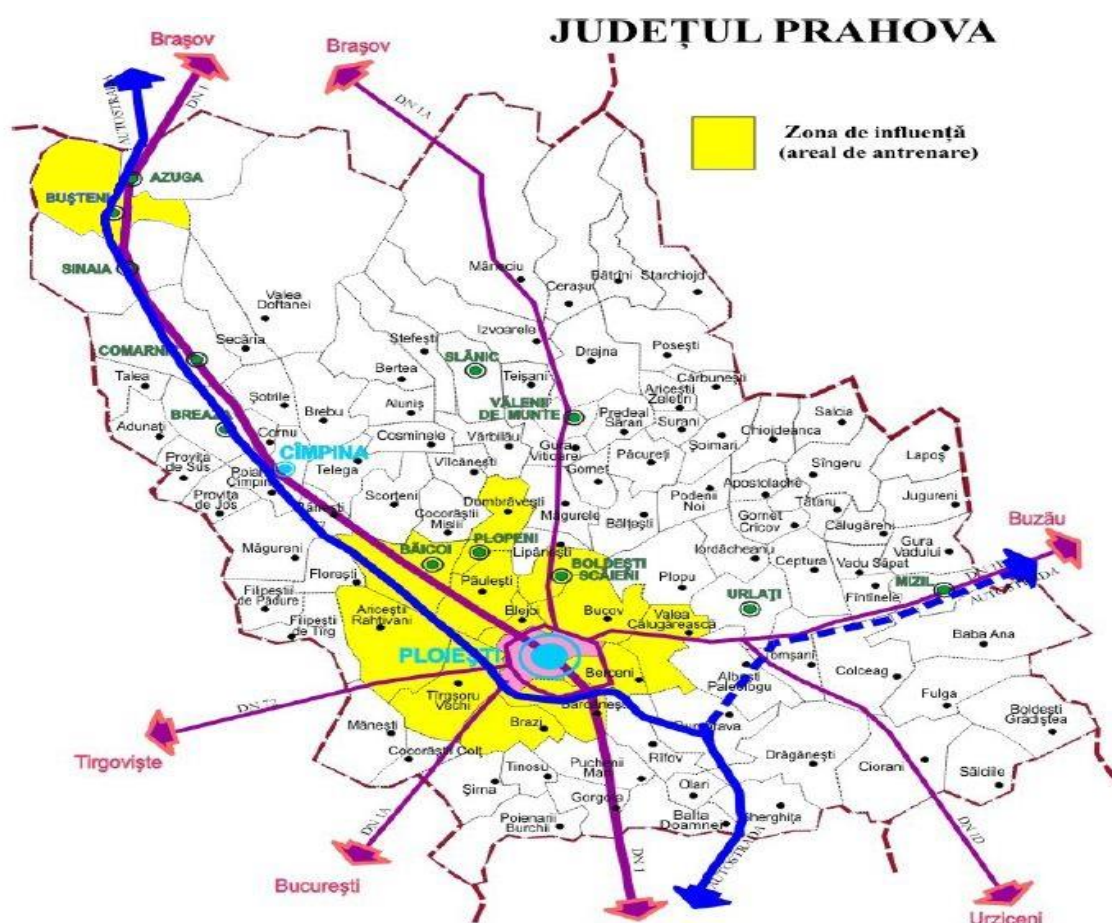 JUDEȚUL PRAHOVA
Brașov
Brașov
AUTOSTRADA
DN 1
DN 1A
Zona de influență
(areal de antrenare)
AZUGA
BUȘTENI
SINAIA
Mâneciu
Bătrîni
Starchiojd
Cerașu
Valea
Doftanei
Secăria
Ștefești
Izvoarele
COMARNIC
Talea
Bertea
SLĂNIC
Teișani
Drajna
Posești
Cărbunești
Ariceștii
Zeletin
Șotrile
Brebu
Aluniș
VĂLENII
DE MUNTE
Predeal
Sărari
Surani
Salcia
Chiojdeanca
BREAZA
Adunați
Cornu
Cosminele
Vărbilău
Gura
Vitioarei
Șoimari
Lapoș
CÎMPINA
Provița
de Sus
Telega
Vîlcănești
Gornet
Păcureți
Sîngeru
Poiana
Cîmpina
Provița
de Jos
Scorțeni
Dumbrăvești
Podenii
Noi
Apostolache
Tătaru
Jugureni
Cocorăștii
Mislii
Măgurele
Bălțești
Gornet
Cricov
Călugăreni
Buzău
Măgureni
BĂICOI
PLOPENI
Lipănești
Iordăcheanu
Gura
Vadului
Florești
BOLDEȘTI
SCĂIENI
Ceptura
Vadu Săpat
Păulești
Plopu
MIZIL
Fîntînele
AUTOSTRADA
Filipeștii
de Pădure
Ariceștii
Rahtivani
Blejoi
Bucov
Valea
Călugărească
URLAȚI
Filipeștii
de Tîrg
PLOIEȘTI
Berceni
Tomșani
Baba Ana
Albești
Paleologu
Colceag
Tîrgșoru
Vechi
Fulga
DN 72
Mănești
Brazi
Bărcănești
Dumbrava
Boldești
Grădiștea
Tîrgoviște
Cocorăștii Colț
Rîfov
Drăgănești
Ciorani
Sălciile
Tinosu
Puchenii
Mari
Șirna
Gorgota
Olari
Poienarii
Burchii
Balta
Doamnei
Gherghița
DN 1A
DN 1
AUTOSTRADA
DN 1D
București
Urziceni